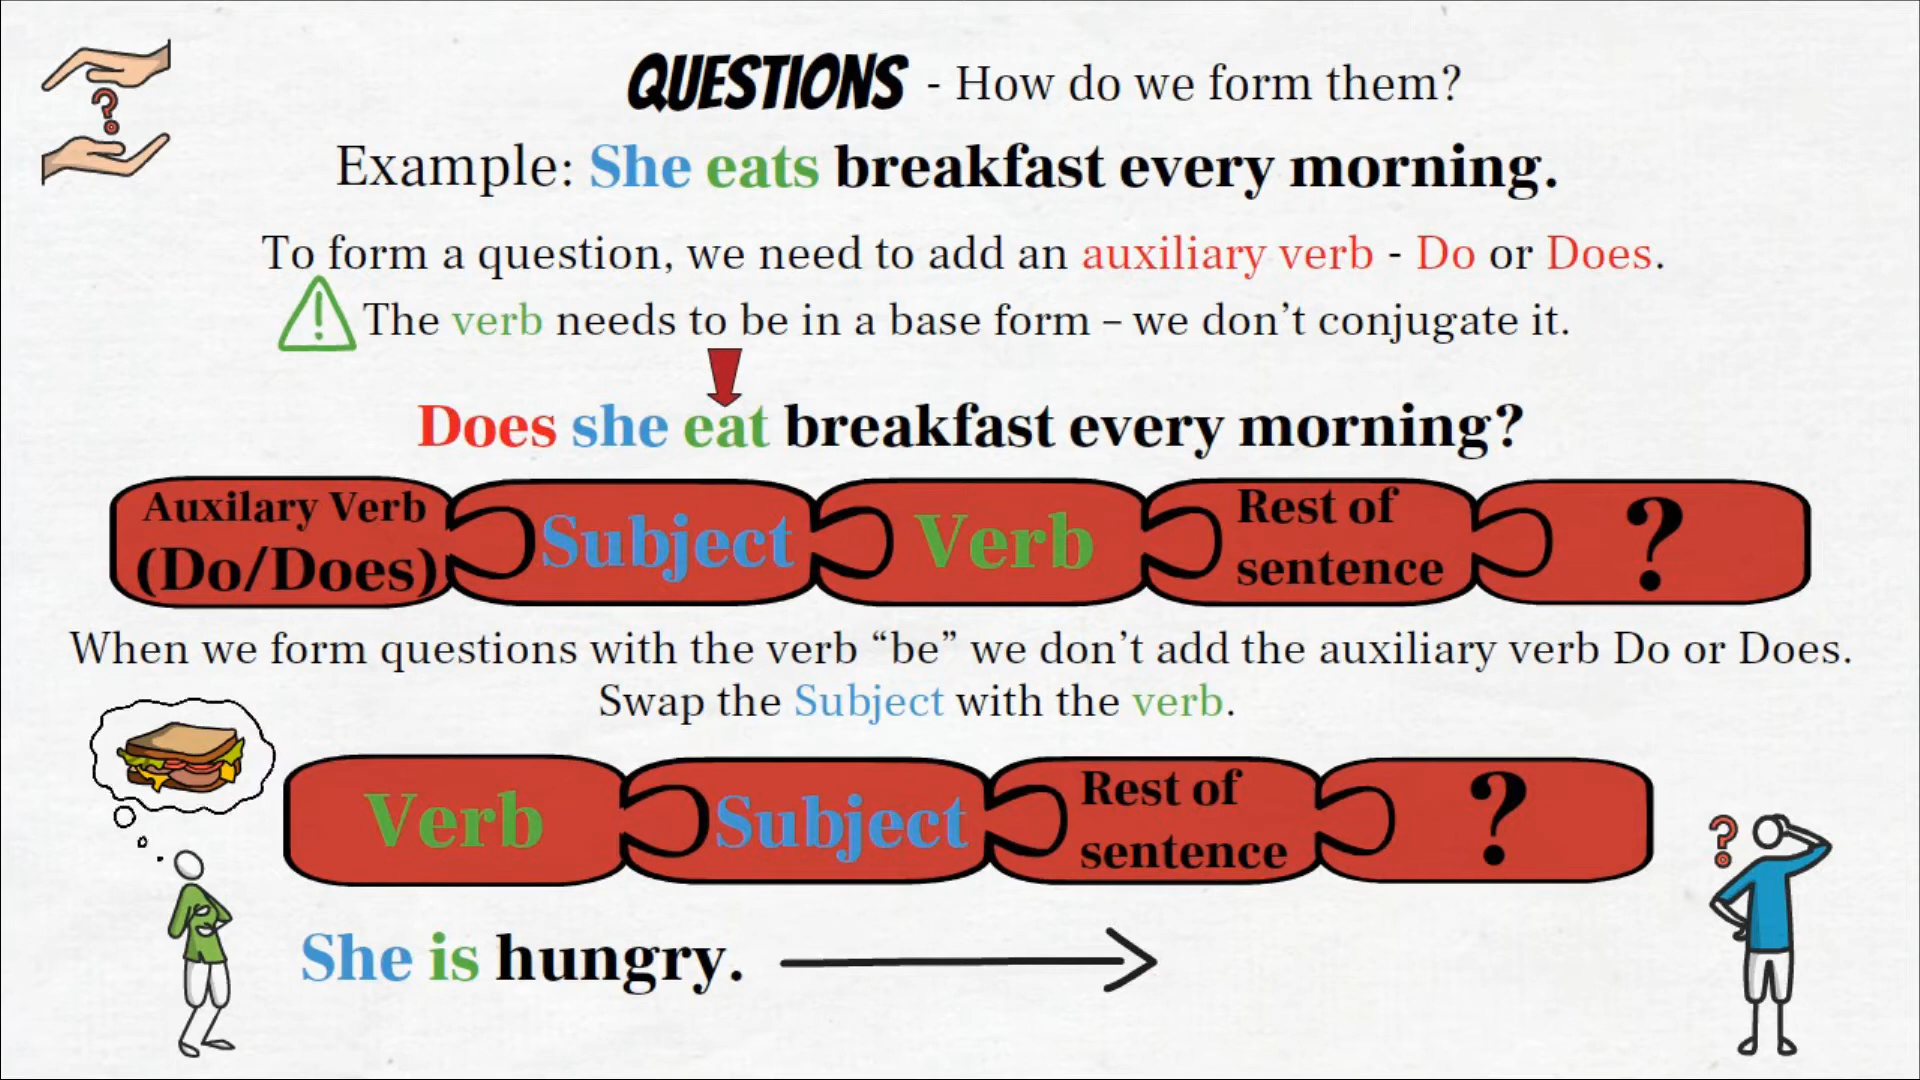 QUESTIONS - How do we form them?
Example: She eats breakfast every morning.
To form a question, we need to add an auxiliary verb - Do or Does.
The verb needs to be in a base form – we don't conjugate it.
Does she eat breakfast every morning?
Auxilary Verb
(Do/Does)
Subject
Verb
Rest of
sentence
?
When we form questions with the verb “be” we don't add the auxiliary verb Do or Does.
Swap the Subject with the verb.
Verb
Subject
Rest of
sentence
?
She is hungry.